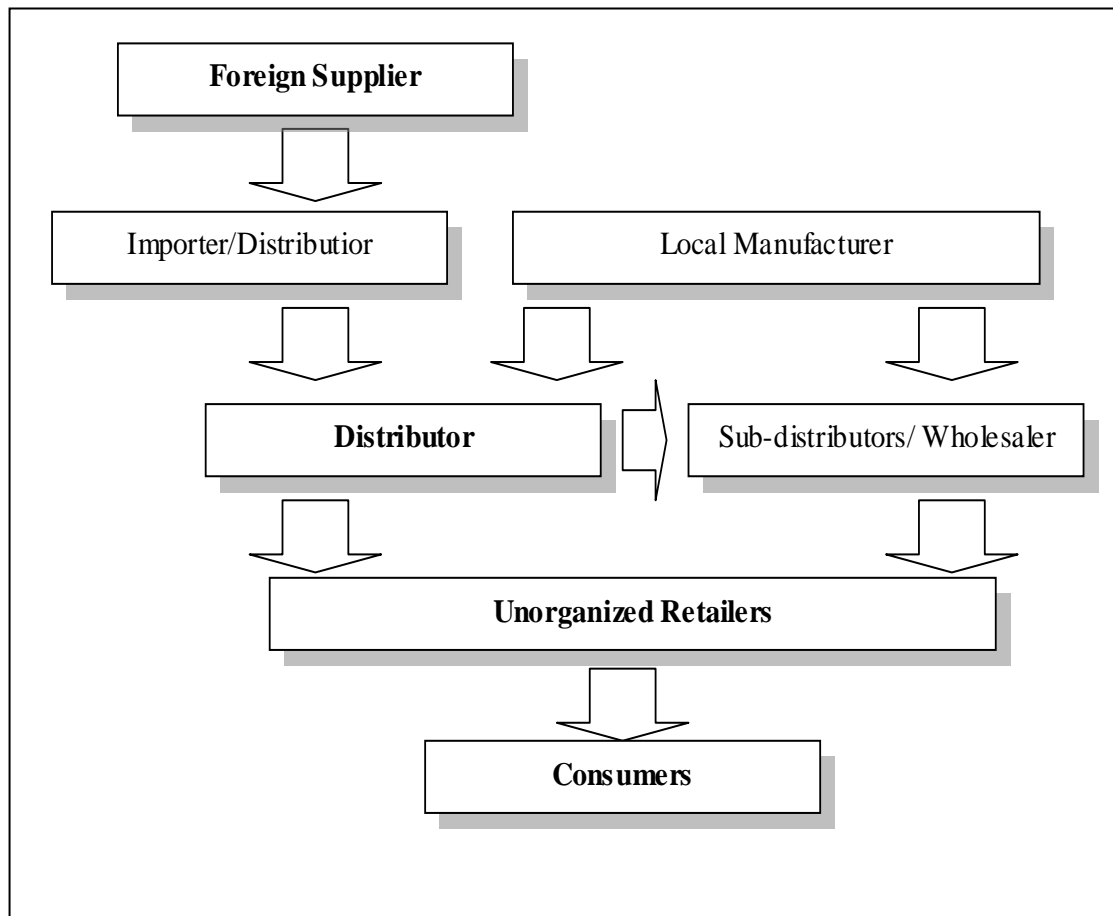 Foreign Supplier
Importer/Distributior
Local Manufacturer
Distributor
Sub-distributors/ Wholesaler
Unorganized Retailers
Consumers